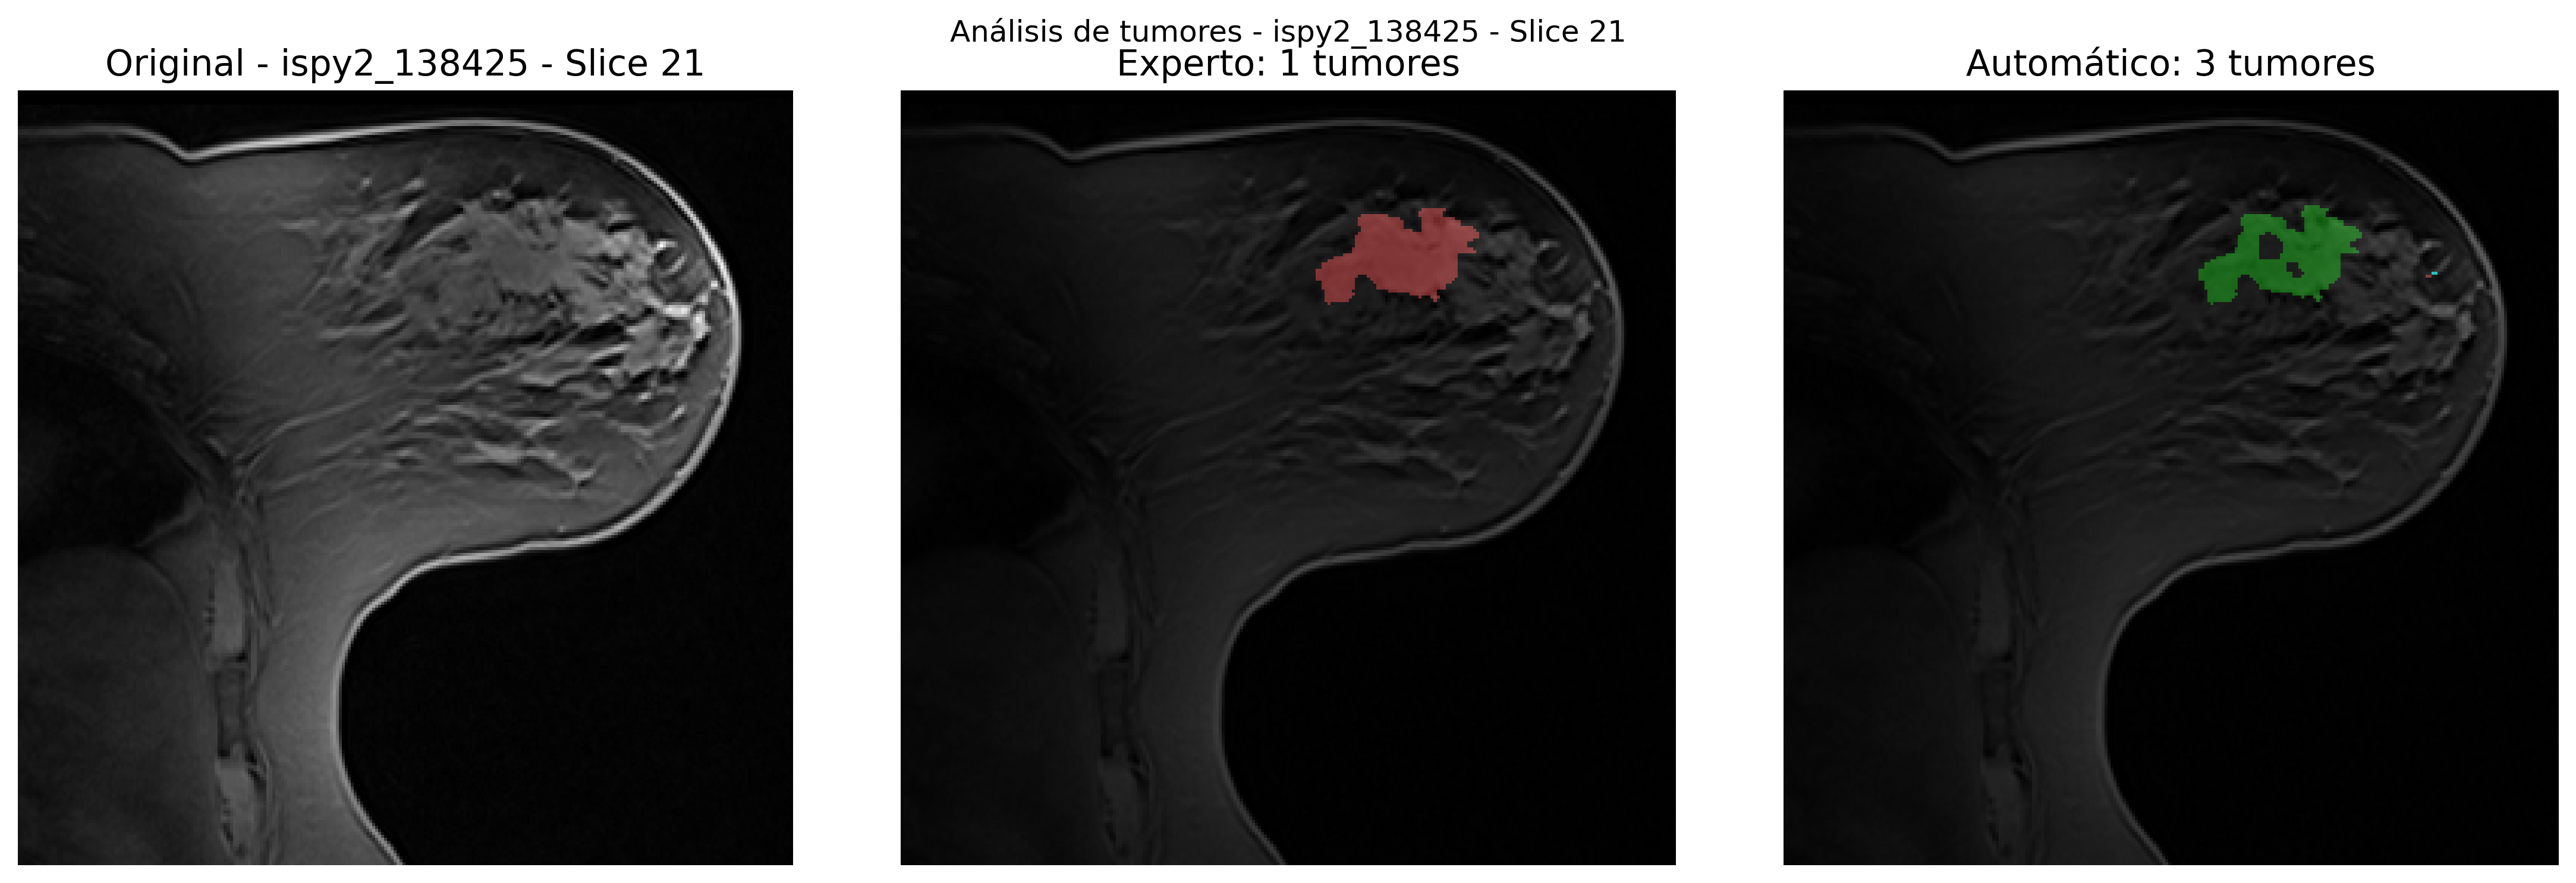 Análisis de tumores - ispy2_138425 - Slice 21
Original - ispy2_138425 - Slice 21
Experto: 1 tumores
Automático: 3 tumores